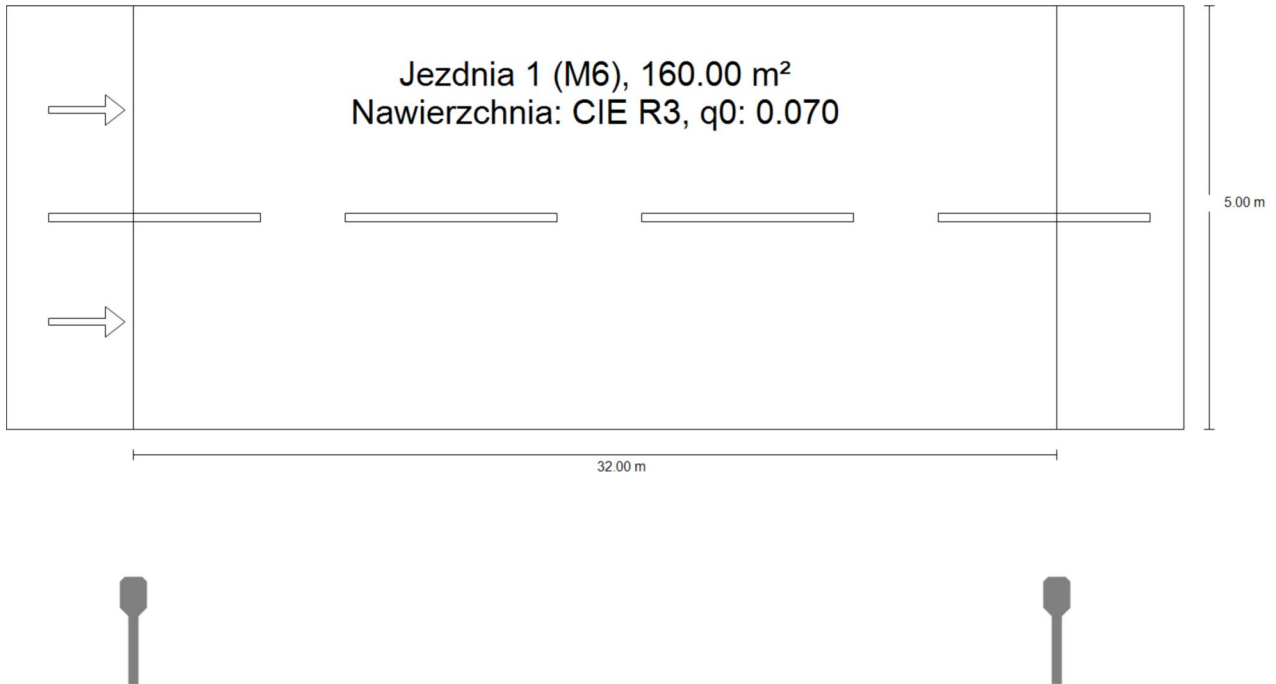 Jezdnia 1 (M6), 160.00 m²
Nawierzchnia: CIE R3, q0: 0.070
5.00 m
32.00 m